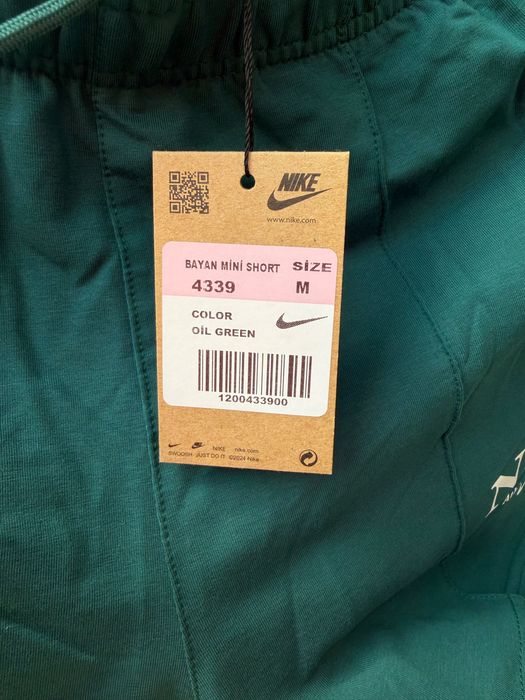 NIKE
www.nike.com
BAYAN MİNİ SHORT SİZE
4339 M
COLOR
OİL GREEN
1200433900
NIKE nike.com
SWOOSH JUST DO IT ©2024 Nike